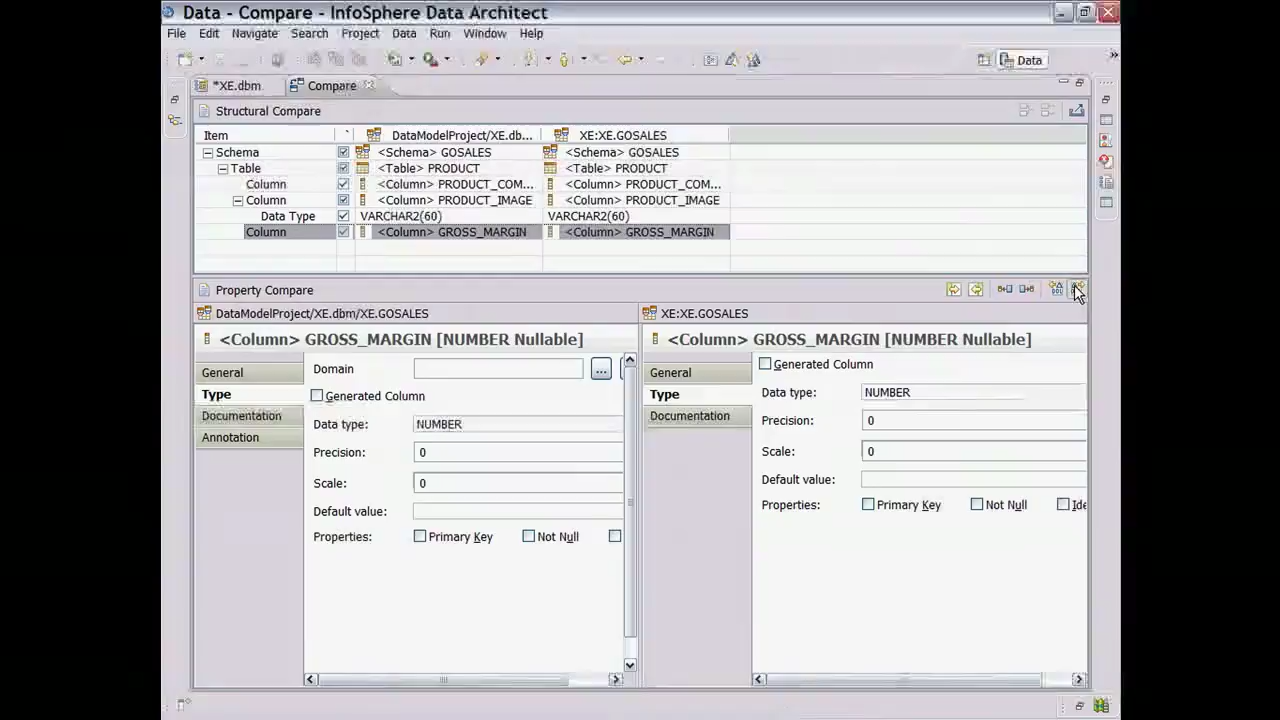 Data - Compare - InfoSphere Data Architect
File Edit Navigate Search Project Data Run Window Help
Data
*XE.dbm Compare
Structural Compare
Item DataModelProject/XE.db... XE:XE.GOSALES
Schema <Schema> GOSALES <Schema> GOSALES
Table <Table> PRODUCT <Table> PRODUCT
Column <Column> PRODUCT_COM... <Column> PRODUCT_COM...
Column <Column> PRODUCT_IMAGE <Column> PRODUCT_IMAGE
Data Type VARCHAR2(60) VARCHAR2(60)
Column <Column> GROSS_MARGIN <Column> GROSS_MARGIN
Property Compare
DataModelProject/XE.dbm/XE.GOSALES
<Column> GROSS_MARGIN [NUMBER Nullable]
General
Type
Documentation
Annotation
Domain ...
Generated Column
Data type: NUMBER
Precision: 0
Scale: 0
Default value:
Properties: Primary Key Not Null
XE:XE.GOSALES
<Column> GROSS_MARGIN [NUMBER Nullable]
General
Type
Documentation
Generated Column
Data type: NUMBER
Precision: 0
Scale: 0
Default value:
Properties: Primary Key Not Null Ide